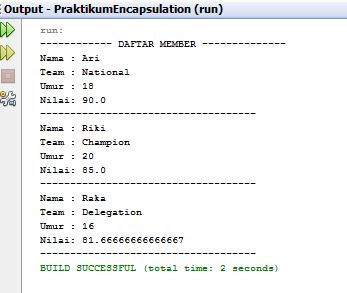 Output - PraktikumEncapsulation (run)
run:
------------ DAFTAR MEMBER --------------
Nama : Ari
Team : National
Umur : 18
Nilai: 90.0
------------------------------------
Nama : Riki
Team : Champion
Umur : 20
Nilai: 85.0
------------------------------------
Nama : Raka
Team : Delegation
Umur : 16
Nilai: 81.66666666666667
------------------------------------
BUILD SUCCESSFUL (total time: 2 seconds)